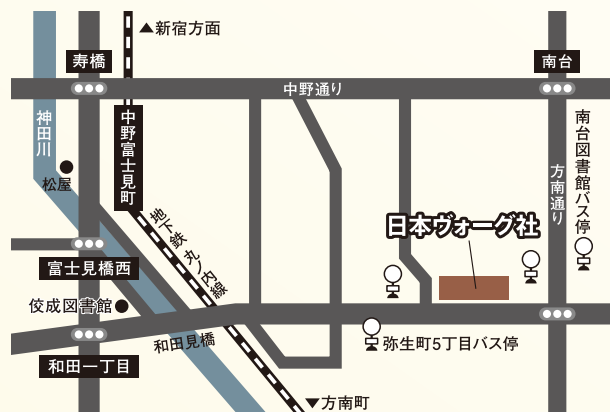 ▲新宿方面
寿橋
南台
中野通り
神田川
中野富士見町
南台図書館バス停
方南通り
松屋
地下鉄丸ノ内線
日本ヴォーグ社
富士見橋西
佼成図書館
和田見橋
弥生町5丁目バス停
和田一丁目
▼方南町